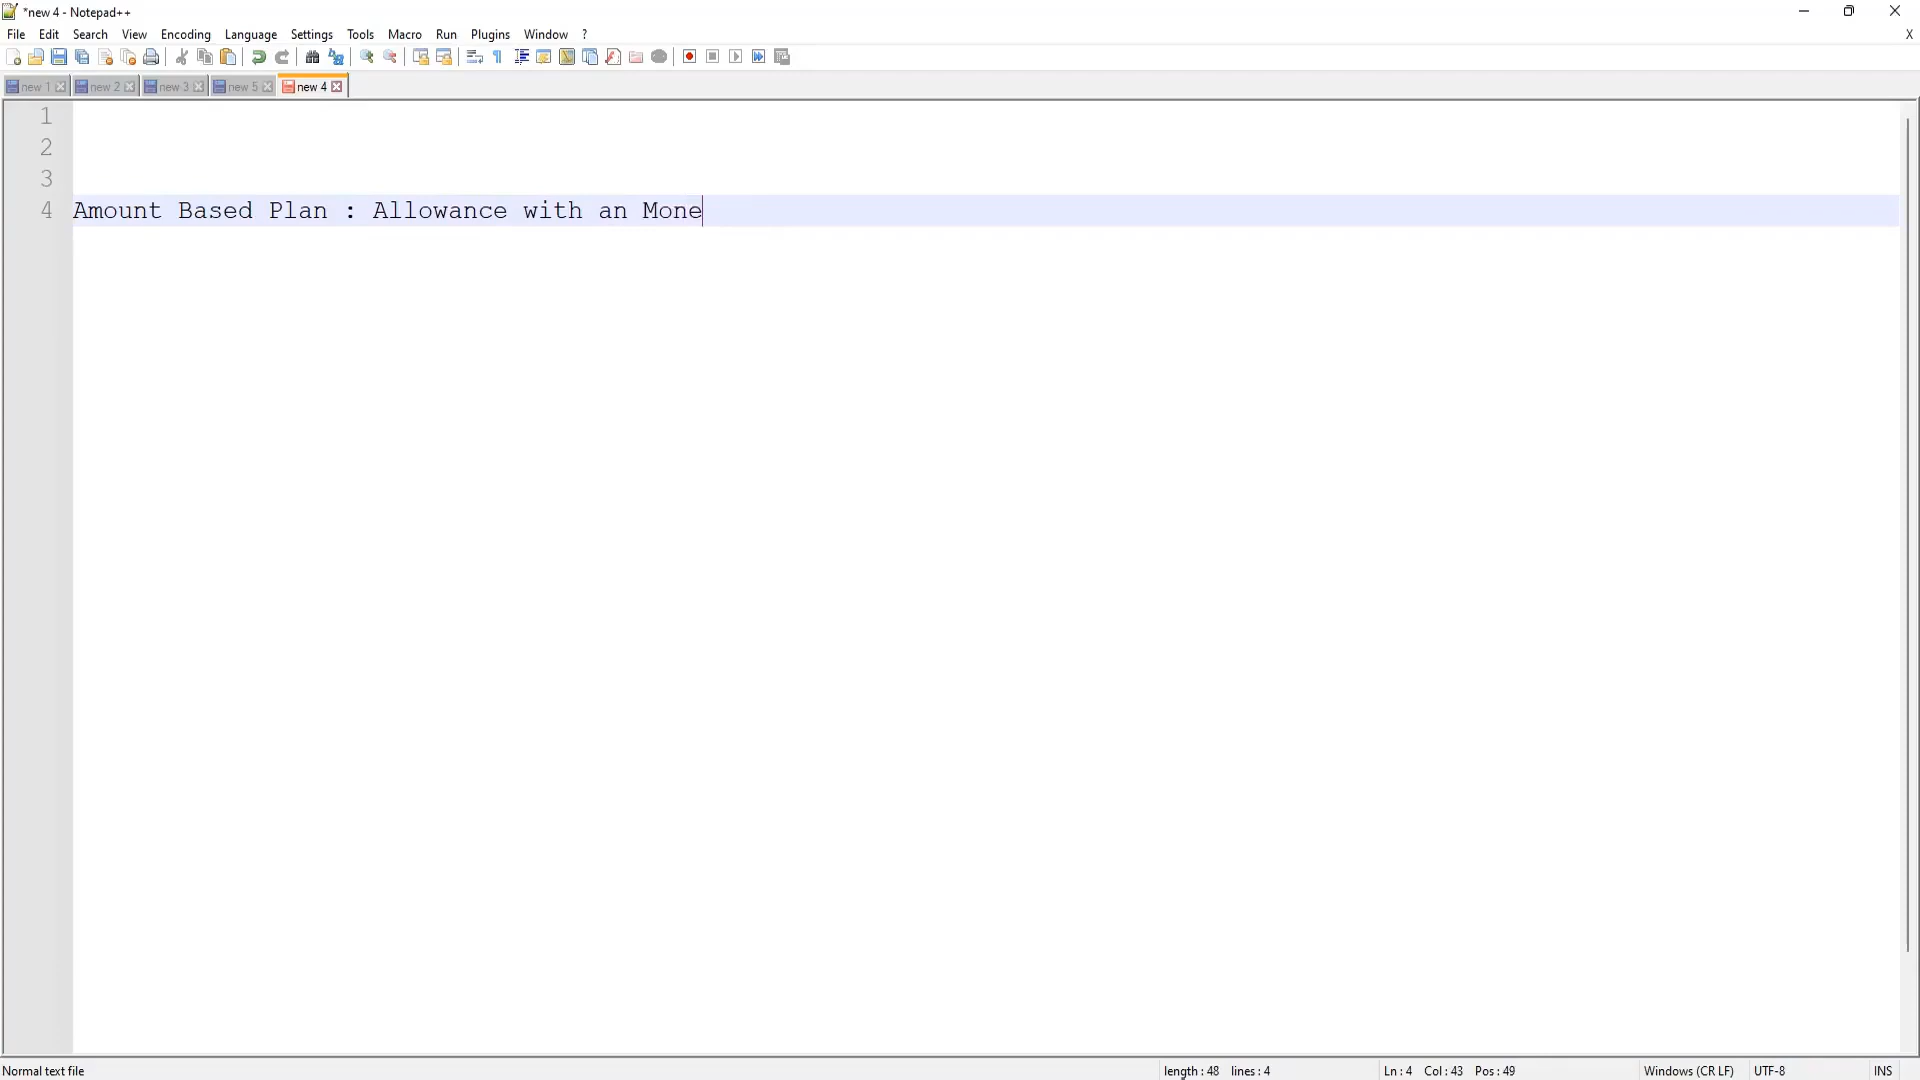 *new 4 - Notepad++
File Edit Search View Encoding Language Settings Tools Macro Run Plugins Window ? X
new 1 new 2 new 3 new 5 new 4
1
2
3
4 Amount Based Plan : Allowance with an Mone
Normal text file length : 48 lines : 4 Ln : 4 Col : 43 Pos : 49 Windows (CR LF) UTF-8 INS